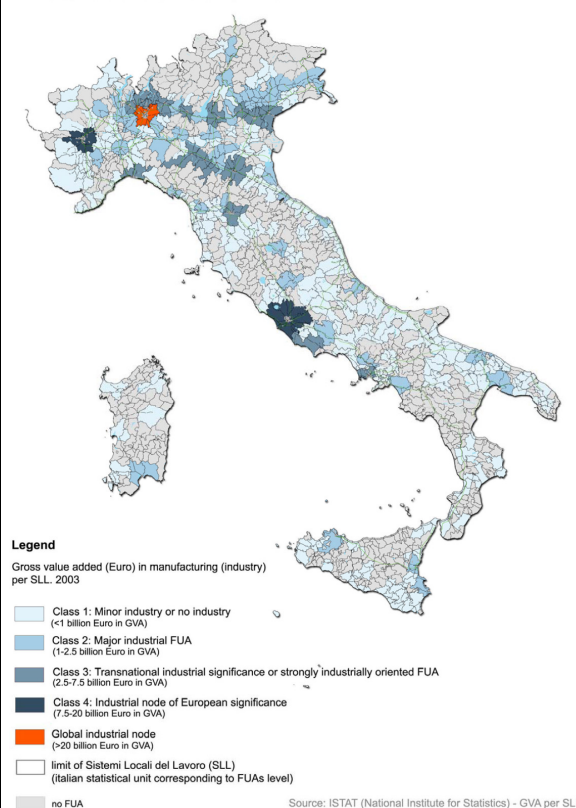 Legend
Gross value added (Euro) in manufacturing (industry)
per SLL. 2003
Class 1: Minor industry or no industry
(<1 billion Euro in GVA)
Class 2: Major industrial FUA
(1-2.5 billion Euro in GVA)
Class 3: Transnational industrial significance or strongly industrially oriented FUA
(2.5-7.5 billion Euro in GVA)
Class 4: Industrial node of European significance
(7.5-20 billion Euro in GVA)
Global industrial node
(>20 billion Euro in GVA)
limit of Sistemi Locali del Lavoro (SLL)
(italian statistical unit corresponding to FUAs level)
no FUA
Source: ISTAT (National Institute for Statistics) - GVA per SL